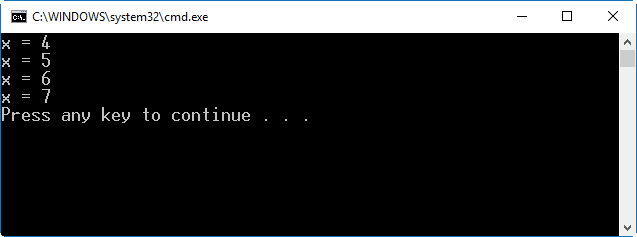 C:\WINDOWS\system32\cmd.exe
x = 4
x = 5
x = 6
x = 7
Press any key to continue . . .